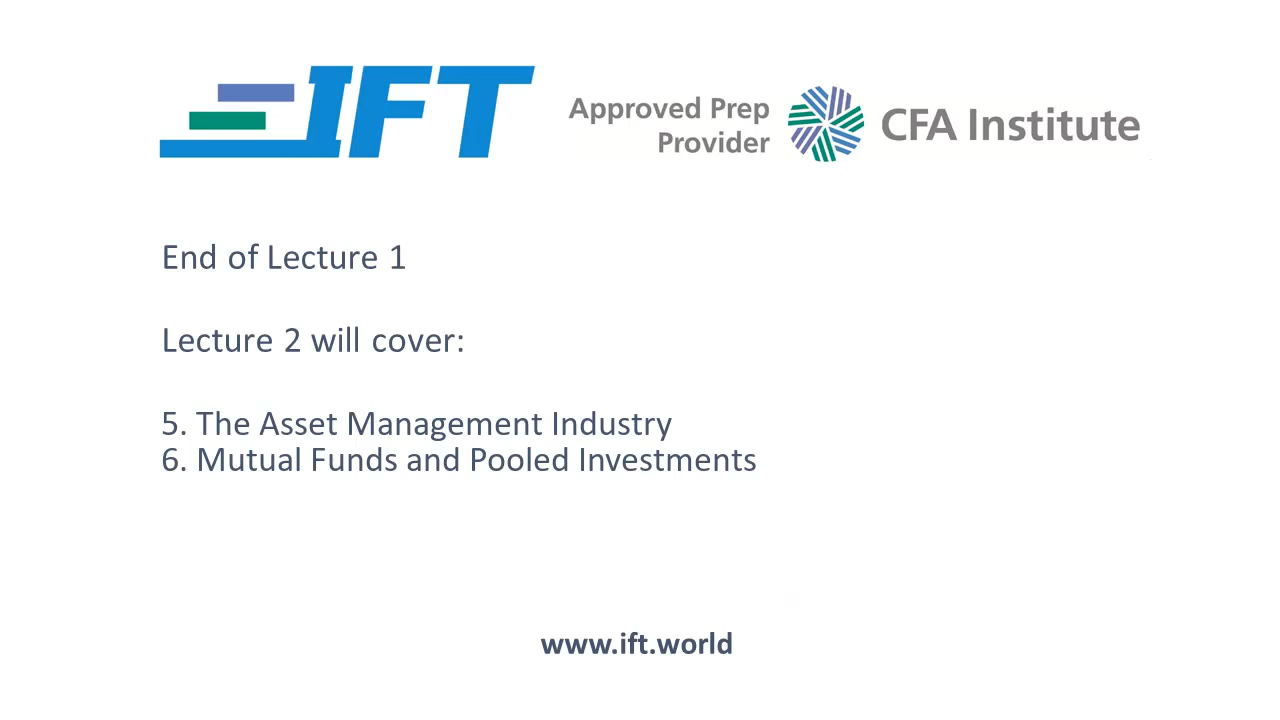 IFT
Approved Prep
Provider
CFA Institute
End of Lecture 1
Lecture 2 will cover:
5. The Asset Management Industry
6. Mutual Funds and Pooled Investments
www.ift.world